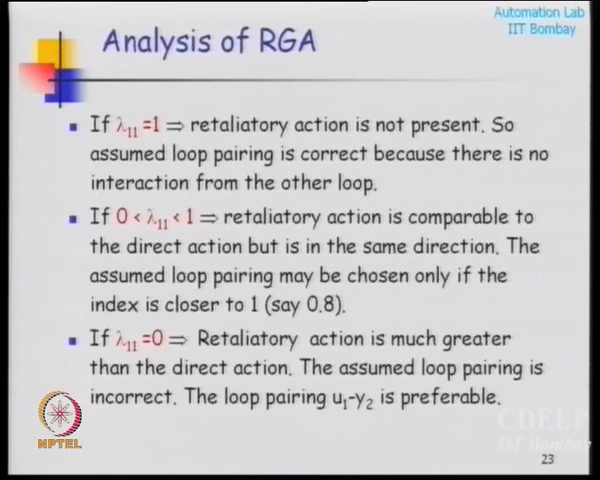 Automation Lab
IIT Bombay
Analysis of RGA
If λ11 =1 ⇒ retaliatory action is not present. So
assumed loop pairing is correct because there is no
interaction from the other loop.
If 0 < λ11 < 1 ⇒ retaliatory action is comparable to
the direct action but is in the same direction. The
assumed loop pairing may be chosen only if the
index is closer to 1 (say 0.8).
If λ11 =0 ⇒ Retaliatory action is much greater
than the direct action. The assumed loop pairing is
incorrect. The loop pairing u1-y2 is preferable.
NPTEL
CDEEP
IIT Bombay
23